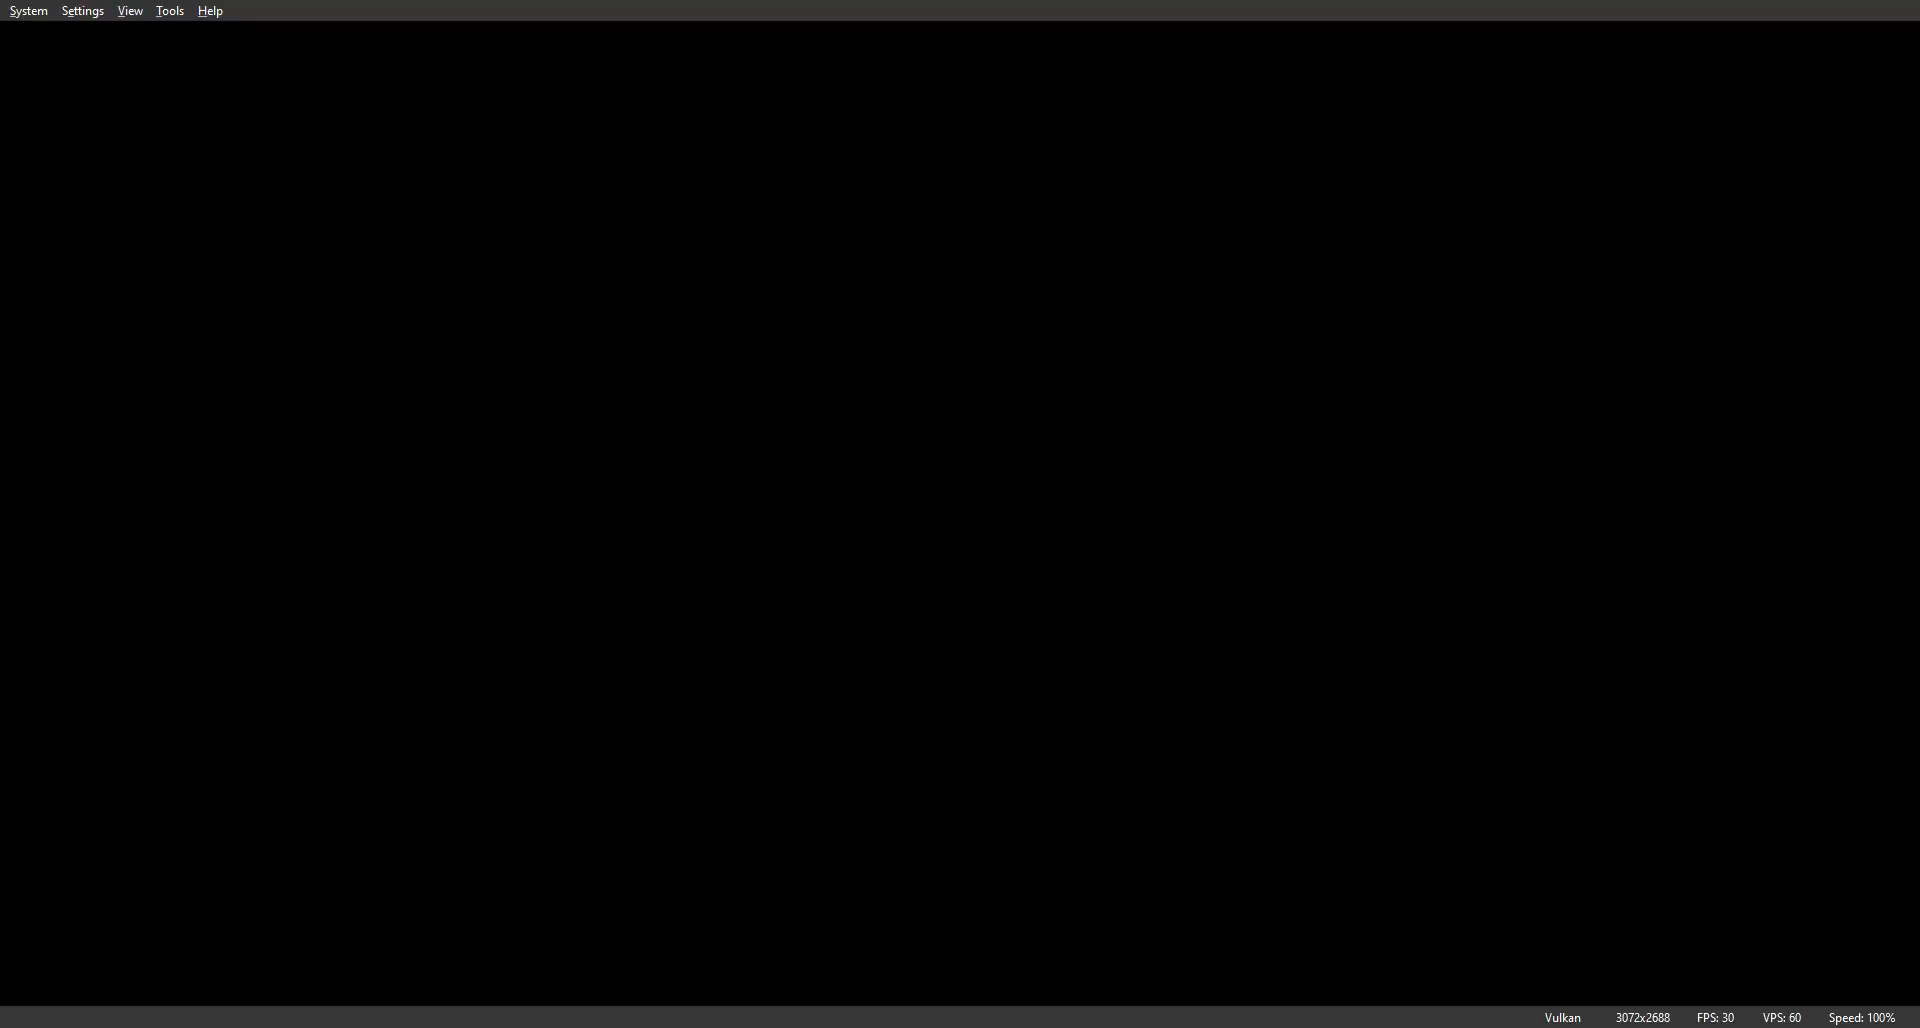 System Settings View Tools Help
Vulkan 3072x2688 FPS: 30 VPS: 60 Speed: 100%